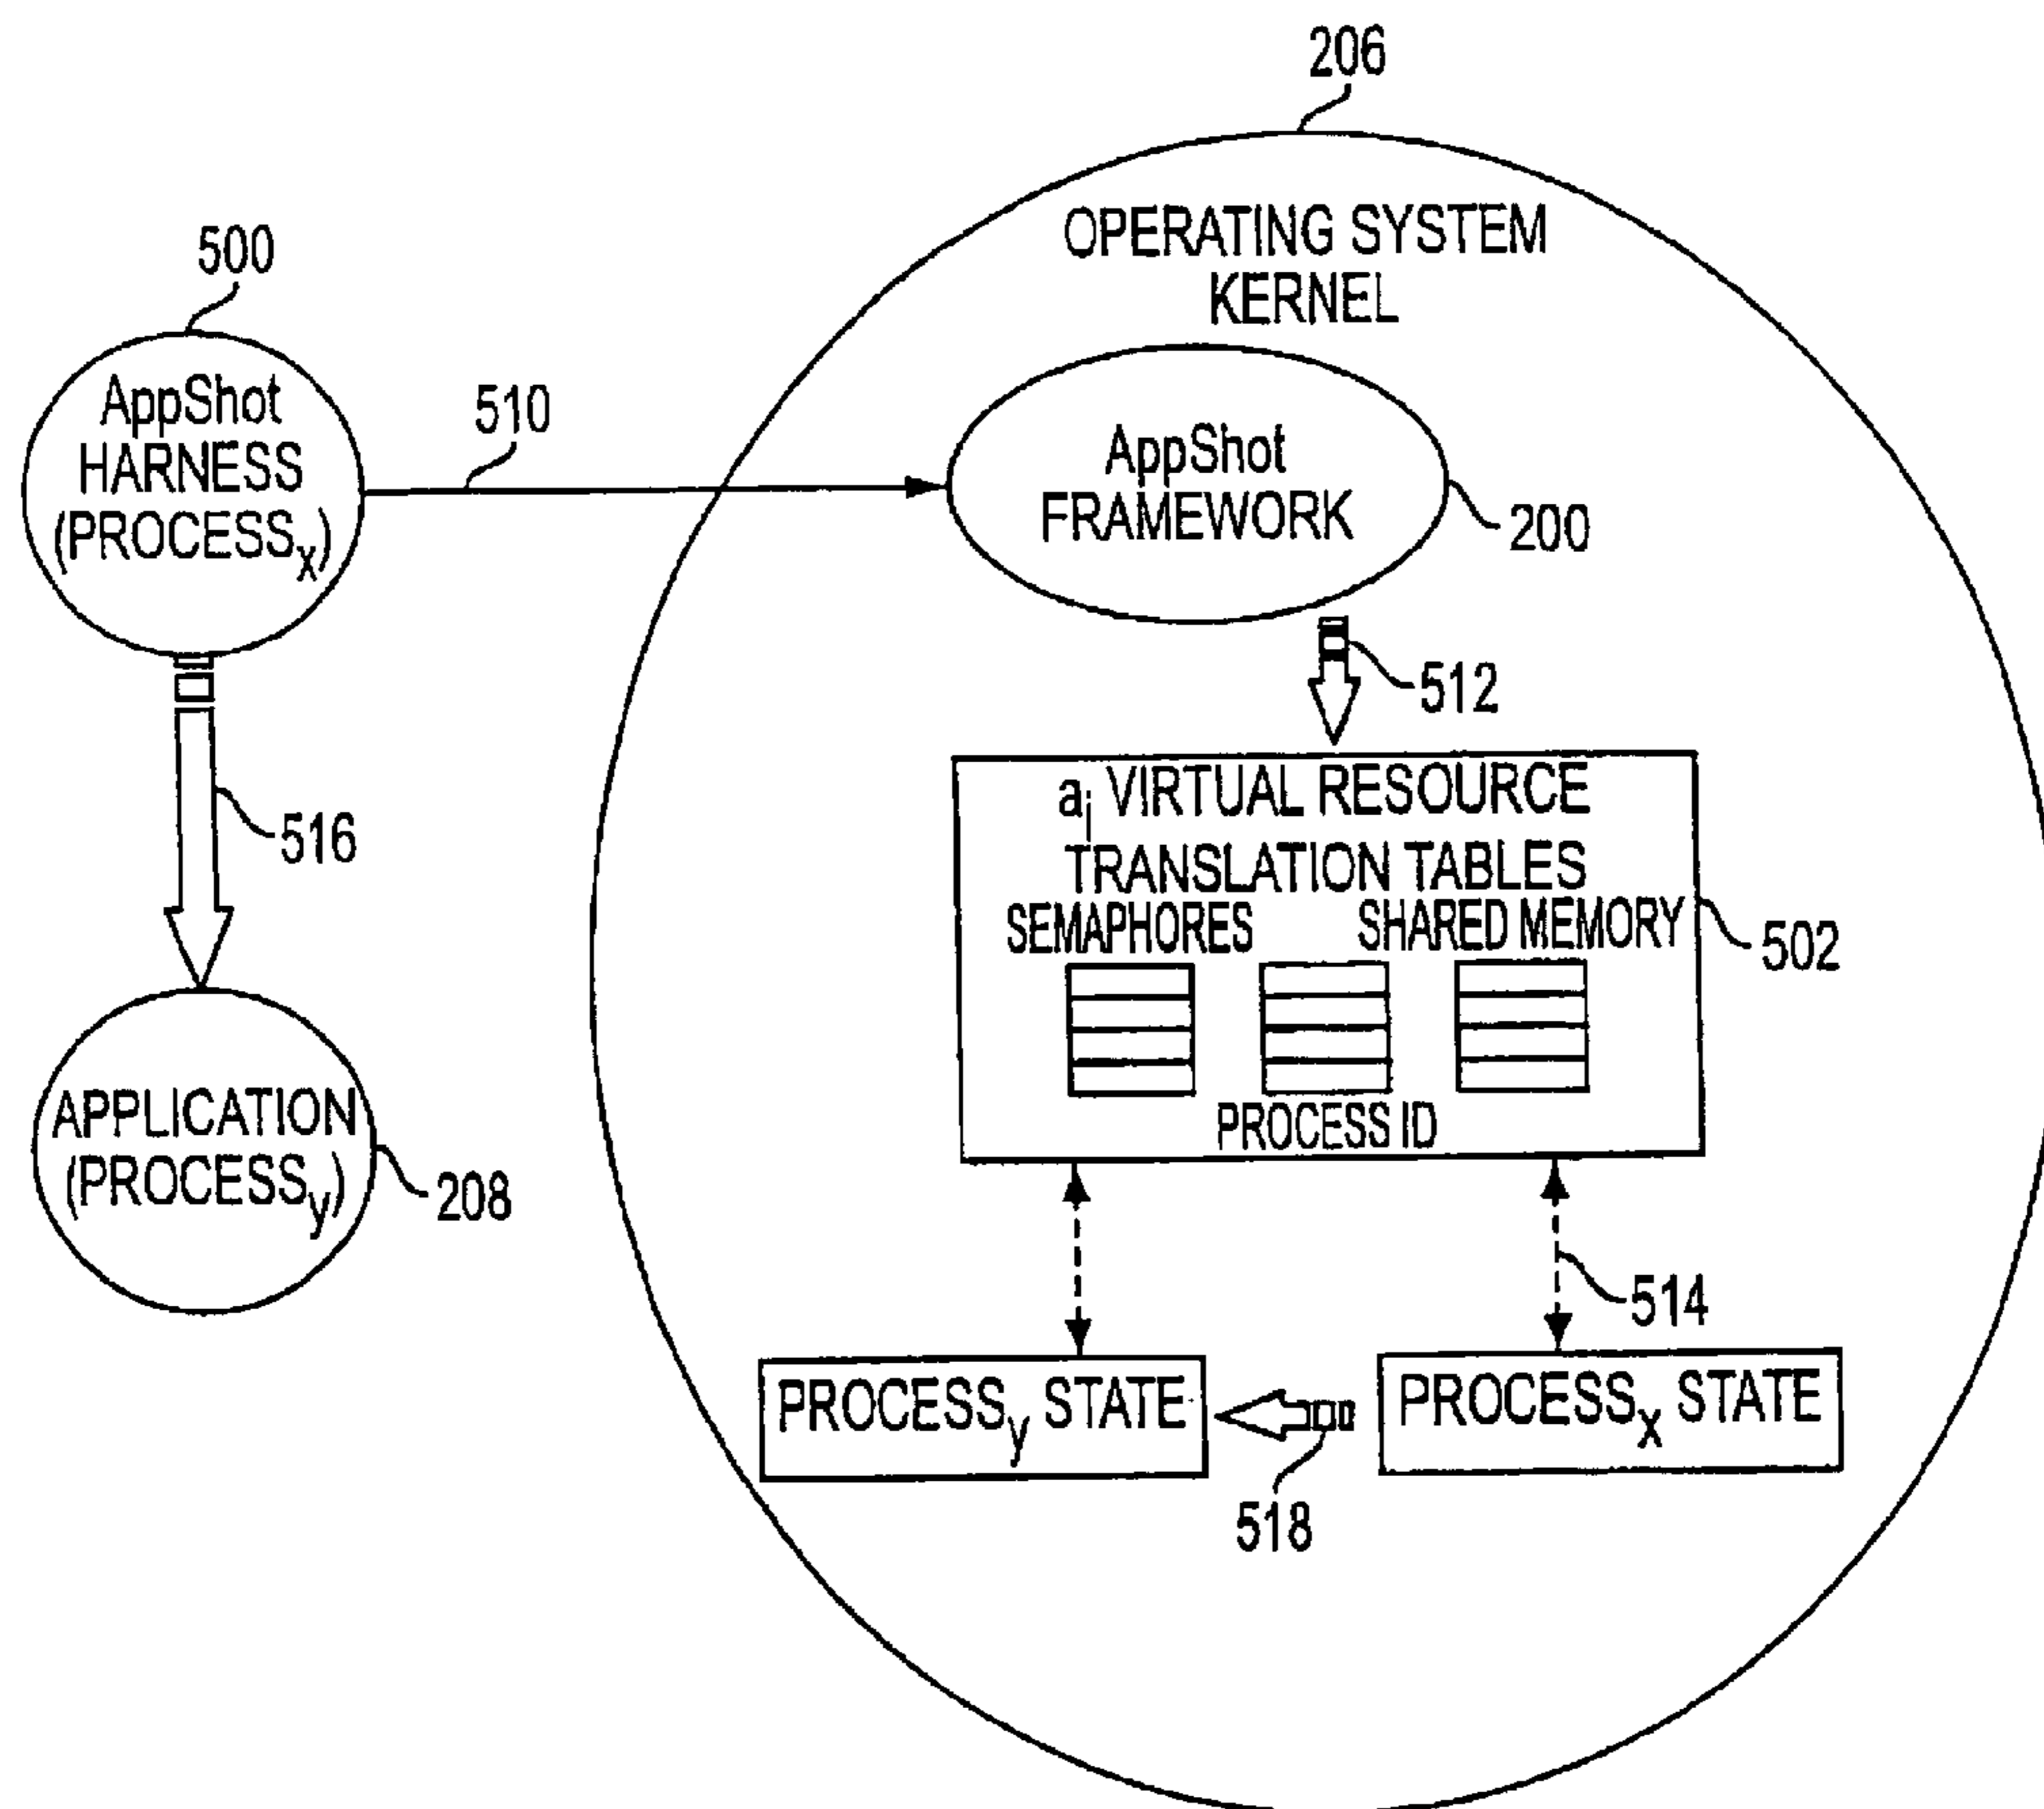 206
OPERATING SYSTEM
KERNEL
500
AppShot
HARNESS
(PROCESSx)
510
AppShot
FRAMEWORK
200
512
516
ai VIRTUAL RESOURCE
TRANSLATION TABLES
SEMAPHORES SHARED MEMORY
502
PROCESS ID
APPLICATION
(PROCESSy)
208
514
PROCESSy STATE
PROCESSx STATE
518